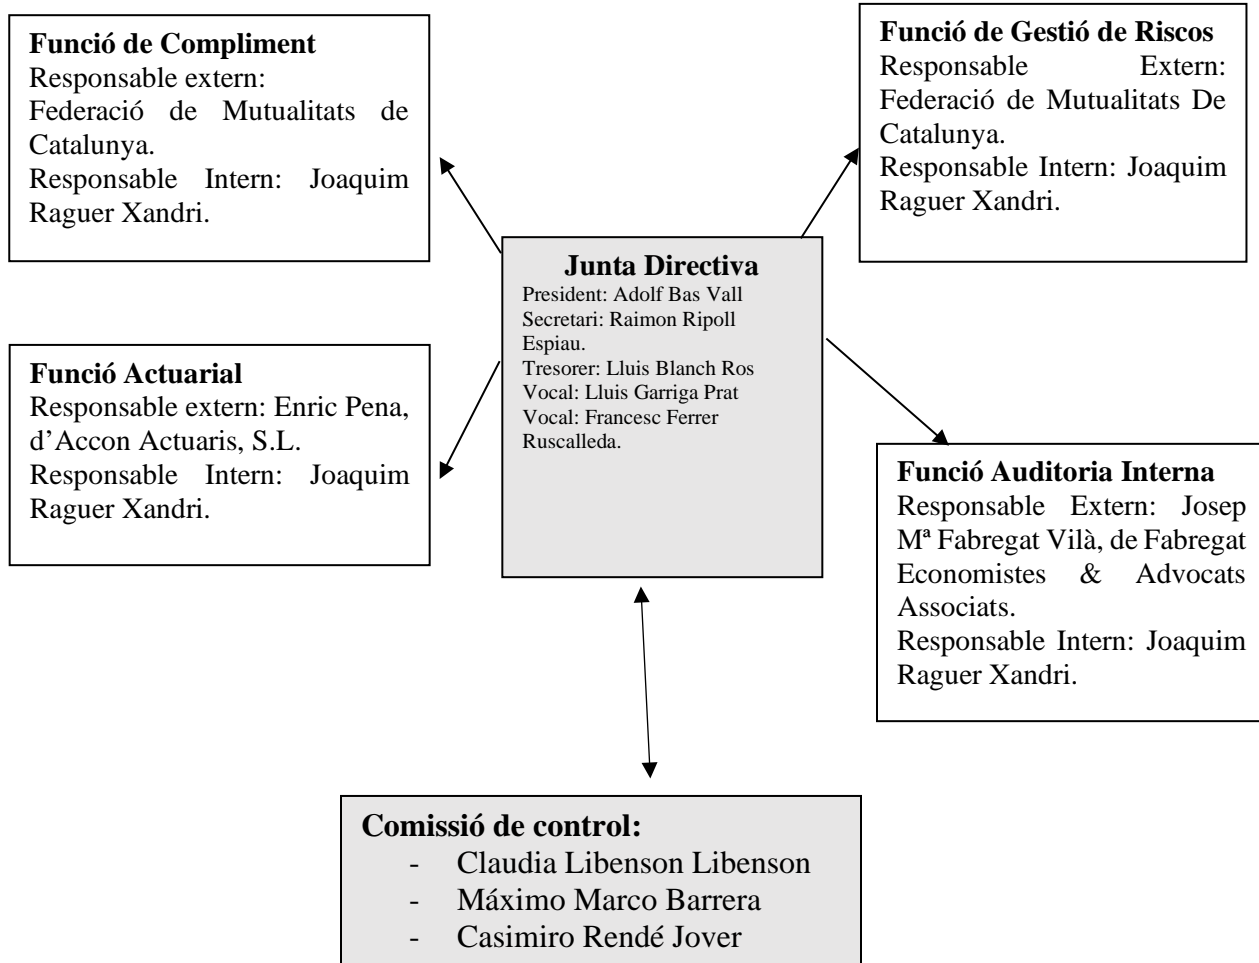 Funció de Compliment
Responsable extern:
Federació de Mutualitats de
Catalunya.
Responsable Intern: Joaquim
Raguer Xandri.
Funció de Gestió de Riscos
Responsable Extern:
Federació de Mutualitats De
Catalunya.
Responsable Intern: Joaquim
Raguer Xandri.
Junta Directiva
President: Adolf Bas Vall
Secretari: Raimon Ripoll
Espiau.
Tresorer: Lluis Blanch Ros
Vocal: Lluis Garriga Prat
Vocal: Francesc Ferrer
Ruscalleda.
Funció Actuarial
Responsable extern: Enric Pena,
d’Accon Actuaris, S.L.
Responsable Intern: Joaquim
Raguer Xandri.
Funció Auditoria Interna
Responsable Extern: Josep
Mª Fabregat Vilà, de Fabregat
Economistes & Advocats
Associats.
Responsable Intern: Joaquim
Raguer Xandri.
Comissió de control:
- Claudia Libenson Libenson
- Máximo Marco Barrera
- Casimiro Rendé Jover